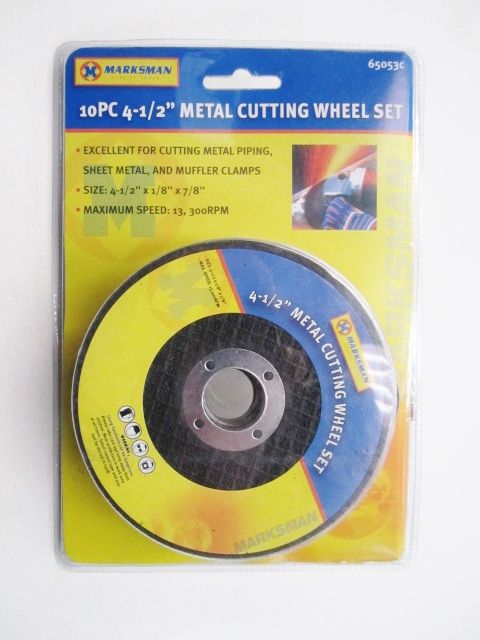 MARKSMAN
65053C
10PC 4-1/2” METAL CUTTING WHEEL SET
• EXCELLENT FOR CUTTING METAL PIPING,
SHEET METAL, AND MUFFLER CLAMPS
• SIZE: 4-1/2” x 1/8” x 7/8”
• MAXIMUM SPEED: 13, 300RPM
MARKSMAN
4-1/2” METAL CUTTING WHEEL SET
MARKSMAN
MARKSMAN